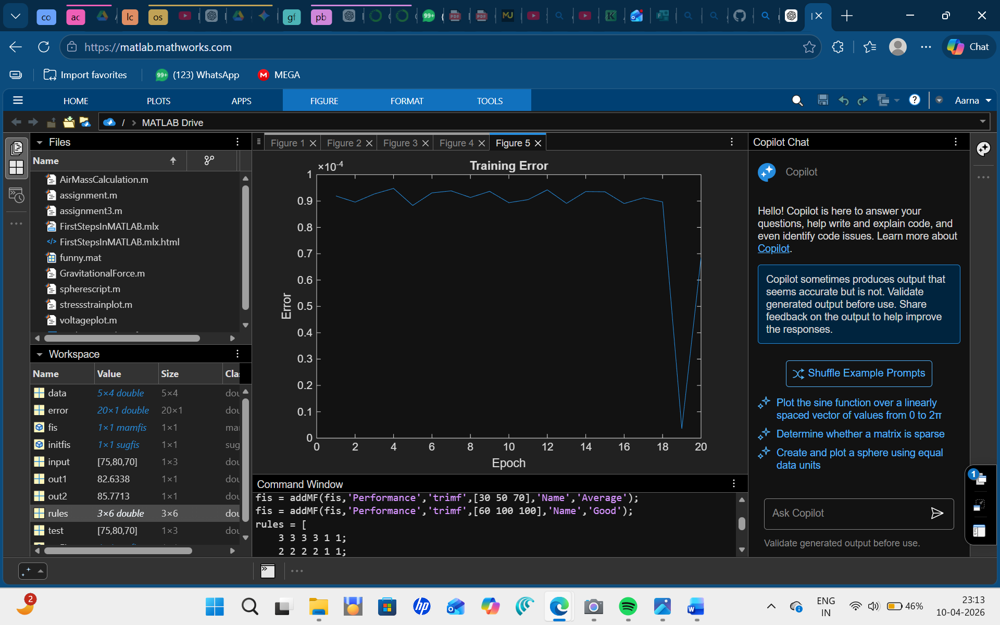 co
ac
lc
os
gf
pb
99+
https://matlab.mathworks.com
Chat
Import favorites
99+
(123) WhatsApp
MEGA
HOME
PLOTS
APPS
FIGURE
FORMAT
TOOLS
Aarna
/ > MATLAB Drive
Files
Name
AirMassCalculation.m
assignment.m
assignment3.m
FirstStepsInMATLAB.mlx
FirstStepsInMATLAB.mlx.html
funny.mat
GravitationalForce.m
spherescript.m
stressstrainplot.m
voltageplot.m
Workspace
Name Value Size Cla
data 5×4 double 5×4 dou
error 20×1 double 20×1 dou
fis 1×1 mamfis 1×1 mar
initfis 1×1 sugfis 1×1 sug
input [75,80,70] 1×3 dou
out1 82.6338 1×1 dou
out2 85.7713 1×1 dou
rules 3×6 double 3×6 dou
test [75,80,70] 1×3 dou
Figure 1
Figure 2
Figure 3
Figure 4
Figure 5
×10-4
Training Error
1
0.9
0.8
0.7
0.6
0.5
0.4
0.3
0.2
0.1
0
Error
0 2 4 6 8 10 12 14 16 18 20
Epoch
Command Window
fis = addMF(fis,'Performance','trimf',[30 50 70],'Name','Average');
fis = addMF(fis,'Performance','trimf',[60 100 100],'Name','Good');
rules = [
3 3 3 3 1 1;
2 2 2 2 1 1;
Copilot Chat
Copilot
Hello! Copilot is here to answer your
questions, help write and explain code, and
even identify code issues. Learn more about
Copilot.
Copilot sometimes produces output that
seems accurate but is not. Validate
generated output before use. Share
feedback on the output to help improve
the responses.
Shuffle Example Prompts
Plot the sine function over a linearly
spaced vector of values from 0 to 2π
Determine whether a matrix is sparse
Create and plot a sphere using equal
data units
1
Ask Copilot
Validate generated output before use.
2
ENG
IN
46%
23:13
10-04-2026